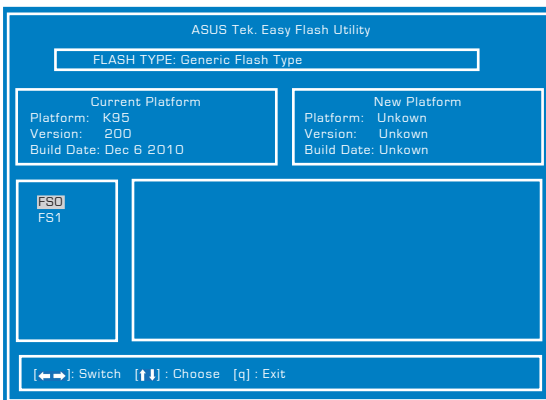 ASUS Tek. Easy Flash Utility
FLASH TYPE: Generic Flash Type
Current Platform
Platform: K95
Version: 200
Build Date: Dec 6 2010
New Platform
Platform: Unkown
Version: Unkown
Build Date: Unkown
FS0
FS1
[←→]: Switch [↑↓] : Choose [q] : Exit